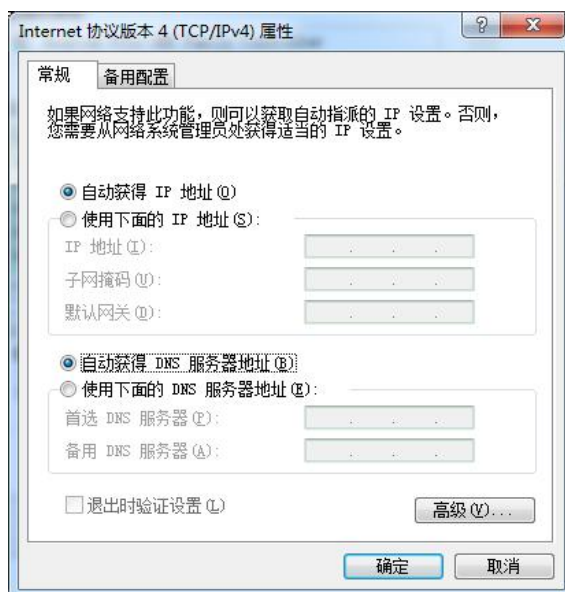 Internet 协议版本 4 (TCP/IPv4) 属性
常规
备用配置
如果网络支持此功能，则可以获取自动指派的 IP 设置。否则，
您需要从网络系统管理员处获得适当的 IP 设置。
自动获得 IP 地址(O)
使用下面的 IP 地址(S):
IP 地址(I):
子网掩码(U):
默认网关(D):
自动获得 DNS 服务器地址(B)
使用下面的 DNS 服务器地址(E):
首选 DNS 服务器(P):
备用 DNS 服务器(A):
退出时验证设置(L)
高级(V)...
确定
取消